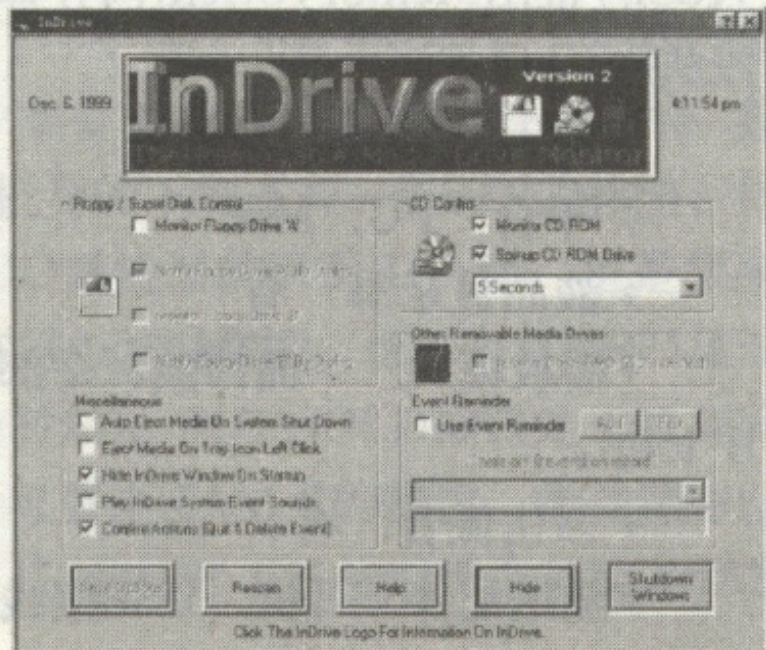 InDrive
Version 2
InDrive
Dec. 6, 1999
4:11:54 pm
Floppy / Super Disk Control
Monitor Floppy Drive 'A'
CD Control
Monitor CD ROM
Spinup CD ROM Drive
5 Seconds
Other Removable Media Drives
Miscellaneous
Auto Eject Media On System Shut Down
Eject Media On Tray Icon Left Click
Hide InDrive Window On Startup
Play InDrive System Event Sounds
Confirm Actions (Quit & Delete Event)
Event Reminder
Use Event Reminder
Save Options
Rescan
Help
Hide
Shutdown Windows
Click The InDrive Logo For Information On InDrive.